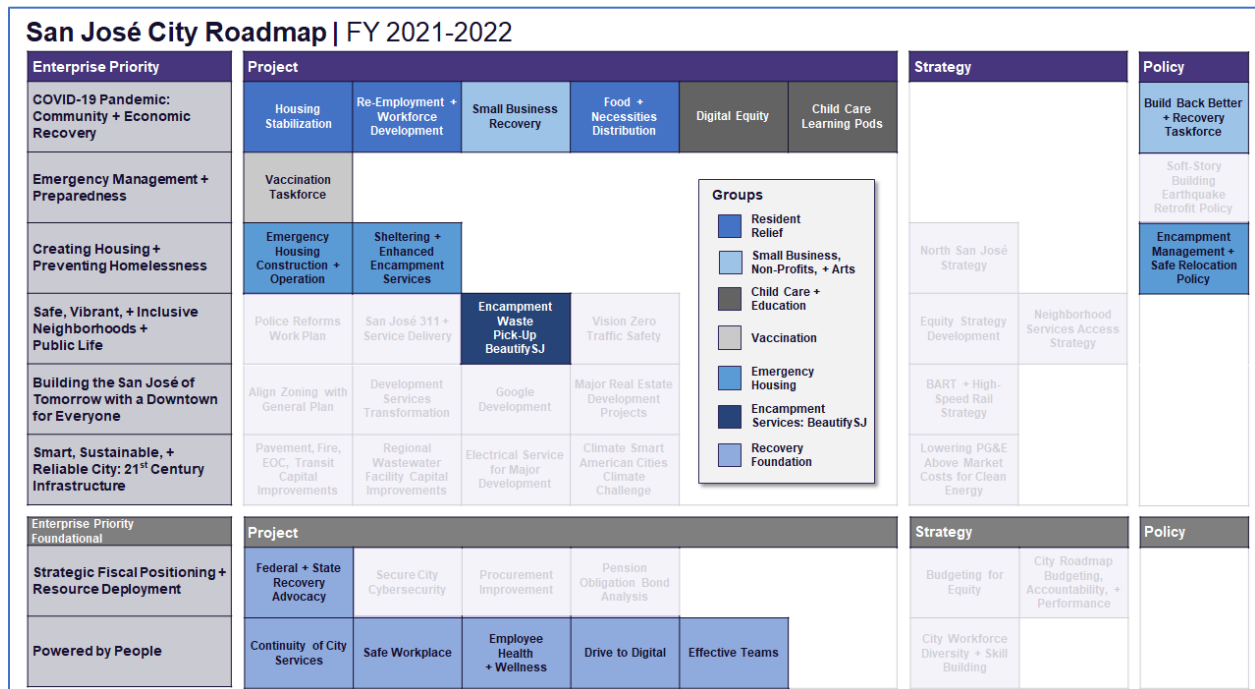 San José City Roadmap | FY 2021-2022
Enterprise Priority
Project
Strategy
Policy
COVID-19 Pandemic:
Community + Economic
Recovery
Housing
Stabilization
Re-Employment +
Workforce
Development
Small Business
Recovery
Food +
Necessities
Distribution
Digital Equity
Child Care
Learning Pods
Build Back Better
+ Recovery
Taskforce
Emergency Management +
Preparedness
Vaccination
Taskforce
Soft-Story
Building
Earthquake
Retrofit Policy
Creating Housing +
Preventing Homelessness
Emergency
Housing
Construction +
Operation
Sheltering +
Enhanced
Encampment
Services
North San José
Strategy
Encampment
Management +
Safe Relocation
Policy
Safe, Vibrant, + Inclusive
Neighborhoods +
Public Life
Police Reforms
Work Plan
San José 311 +
Service Delivery
Encampment
Waste
Pick-Up
BeautifySJ
Vision Zero
Traffic Safety
Equity Strategy
Development
Neighborhood
Services Access
Strategy
Building the San José of
Tomorrow with a Downtown
for Everyone
Align Zoning with
General Plan
Development
Services
Transformation
Google
Development
Major Real Estate
Development
Projects
BART + High-
Speed Rail
Strategy
Smart, Sustainable, +
Reliable City: 21st Century
Infrastructure
Pavement, Fire,
EOC, Transit
Capital
Improvements
Regional
Wastewater
Facility Capital
Improvements
Electrical Service
for Major
Development
Climate Smart
American Cities
Climate
Challenge
Lowering PG&E
Above Market
Costs for Clean
Energy
Groups
Resident
Relief
Small Business,
Non-Profits, + Arts
Child Care +
Education
Vaccination
Emergency
Housing
Encampment
Services: BeautifySJ
Recovery
Foundation
Enterprise Priority
Foundational
Project
Strategy
Policy
Strategic Fiscal Positioning +
Resource Deployment
Federal + State
Recovery
Advocacy
Secure City
Cybersecurity
Procurement
Improvement
Pension
Obligation Bond
Analysis
Budgeting for
Equity
City Roadmap
Budgeting,
Accountability, +
Performance
Powered by People
Continuity of City
Services
Safe Workplace
Employee
Health
+ Wellness
Drive to Digital
Effective Teams
City Workforce
Diversity + Skill
Building